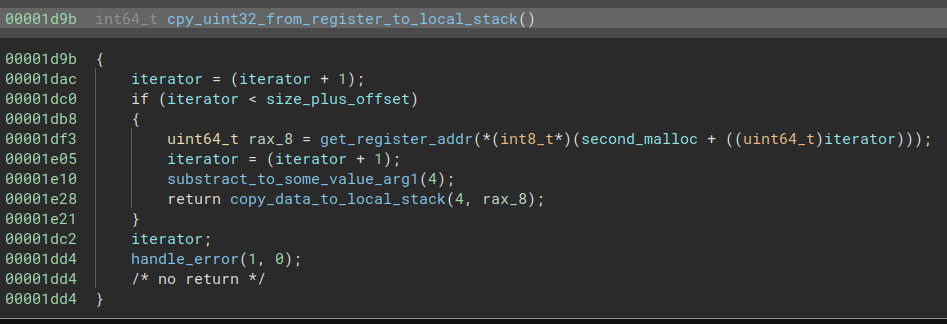 00001d9b  int64_t cpy_uint32_from_register_to_local_stack()
00001d9b  {
00001dac      iterator = (iterator + 1);
00001dc0      if (iterator < size_plus_offset)
00001db8      {
00001df3          uint64_t rax_8 = get_register_addr(*(int8_t*)(second_malloc + ((uint64_t)iterator)));
00001e05          iterator = (iterator + 1);
00001e10          substract_to_some_value_arg1(4);
00001e28          return copy_data_to_local_stack(4, rax_8);
00001e21      }
00001dc2      iterator;
00001dd4      handle_error(1, 0);
00001dd4      /* no return */
00001dd4  }